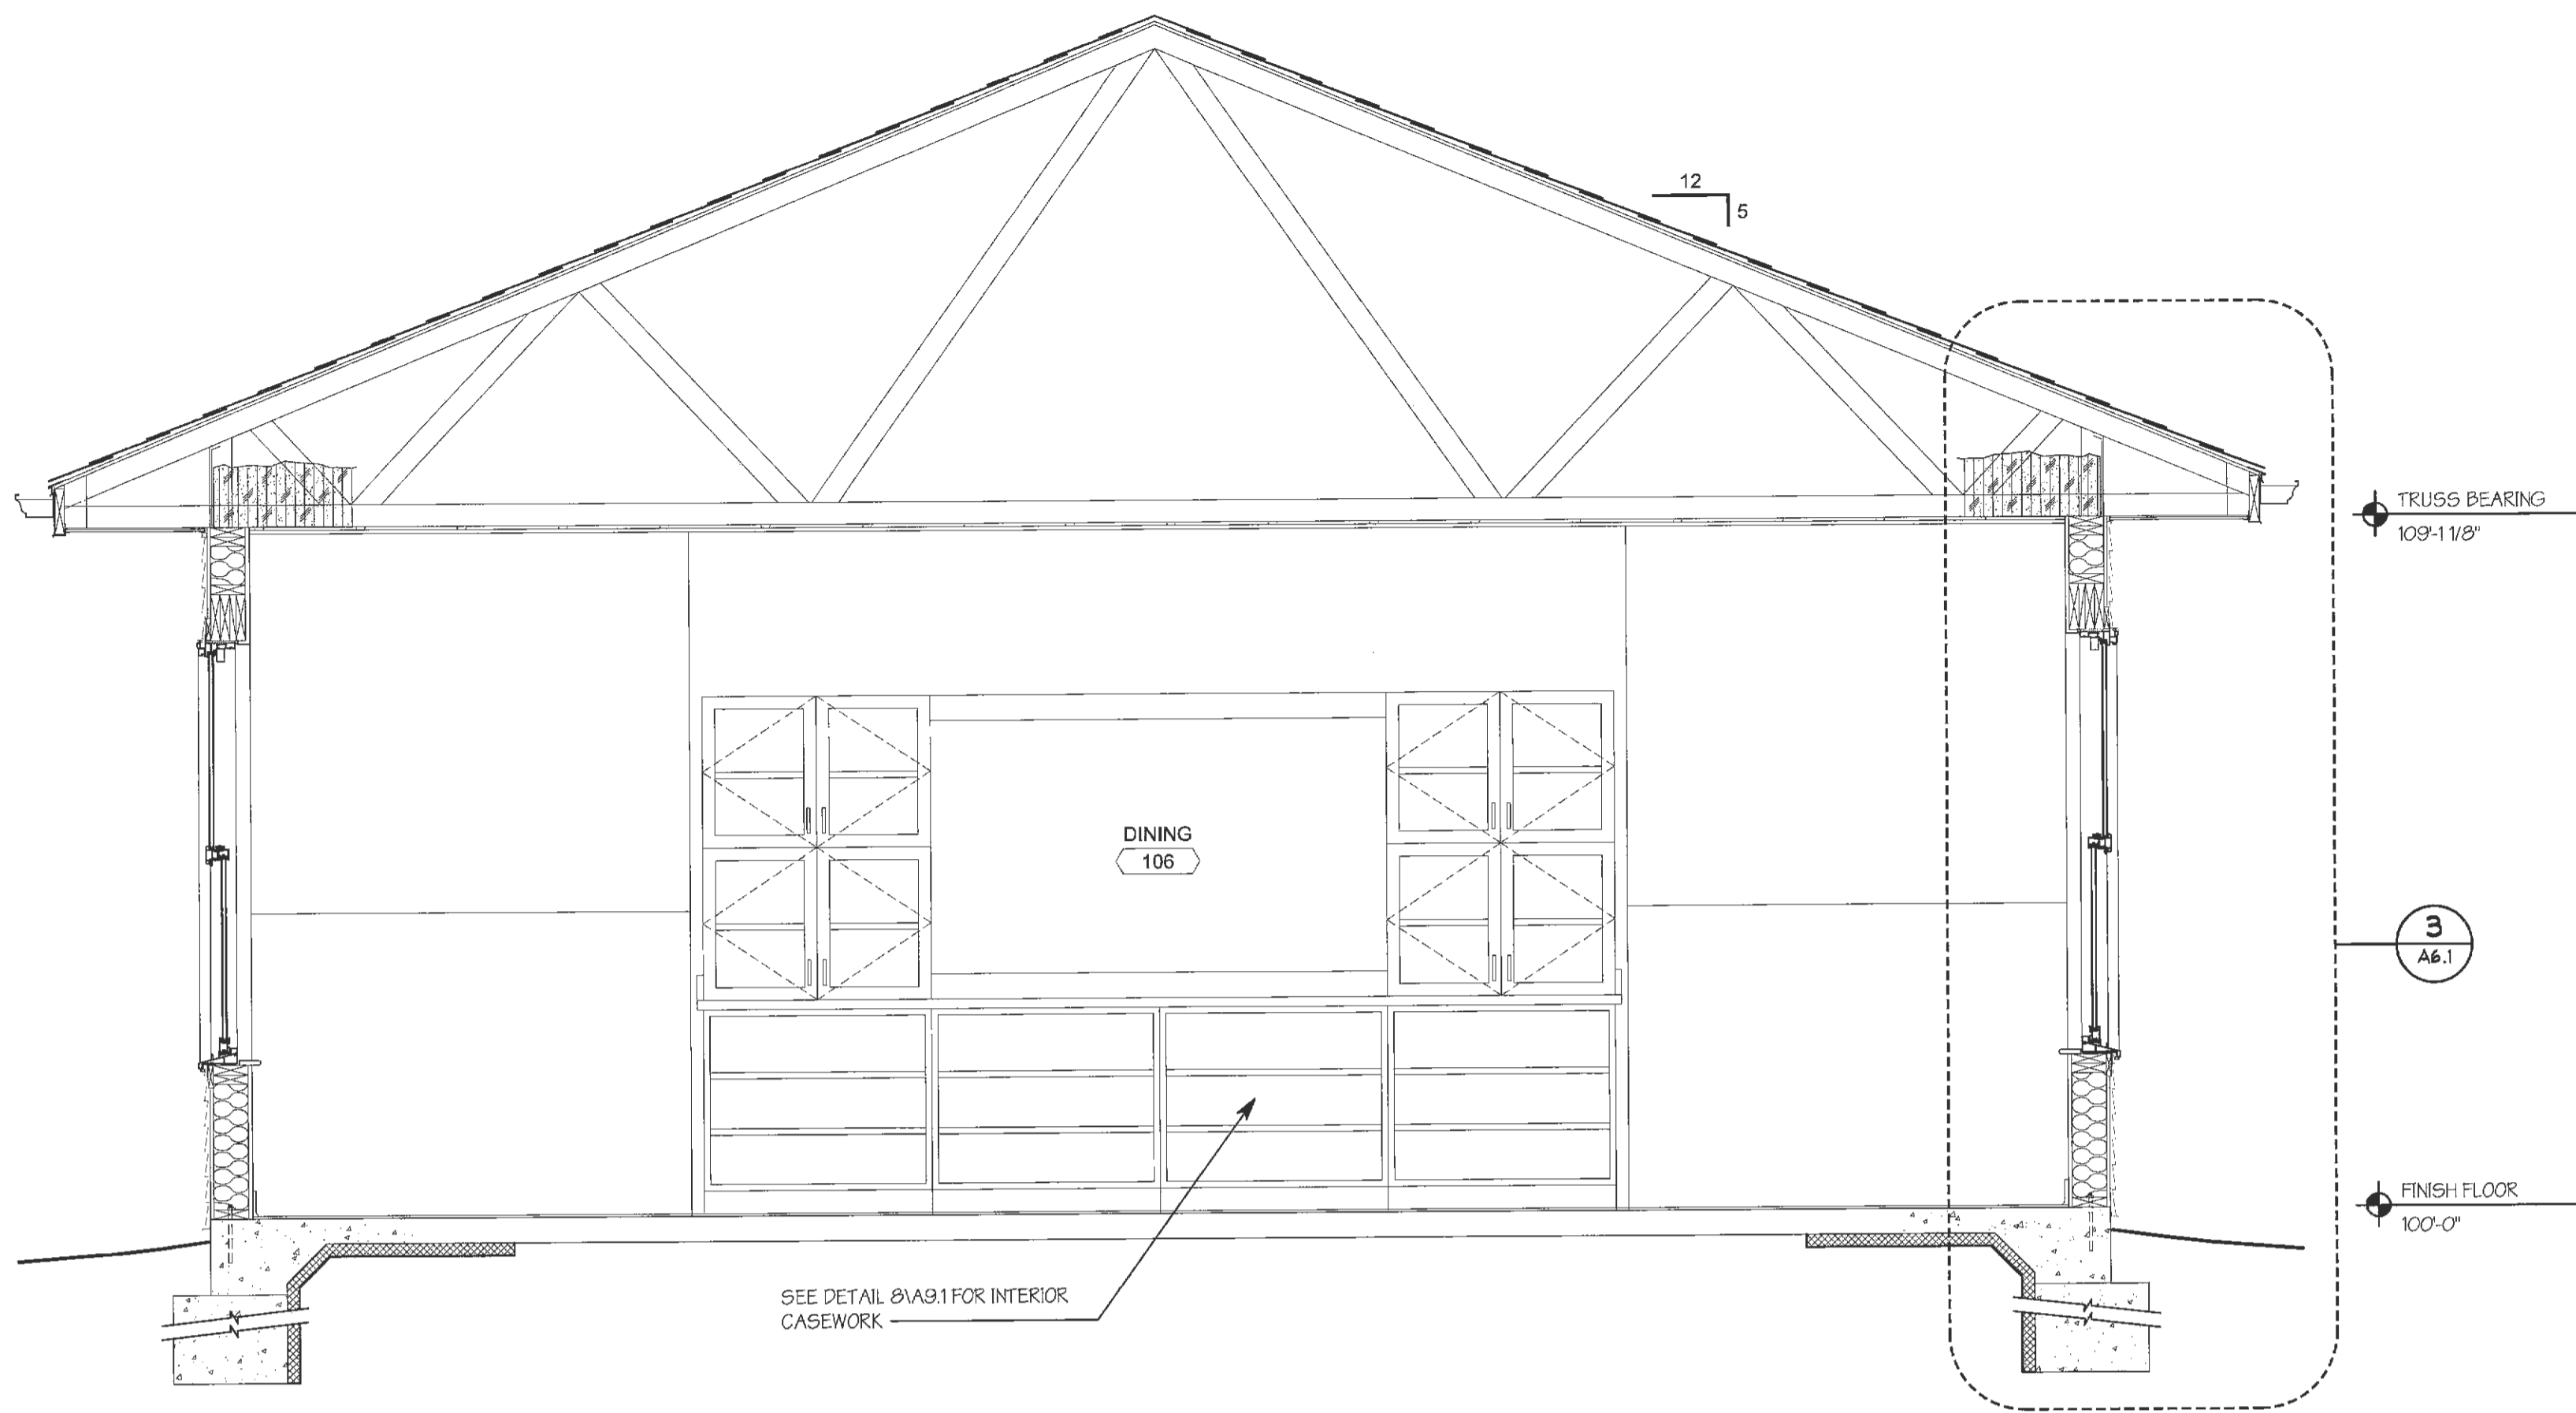 12
5
TRUSS BEARING
109'-1 1/8"
DINING
106
3
A6.1
FINISH FLOOR
100'-0"
SEE DETAIL 8\A9.1 FOR INTERIOR
CASEWORK